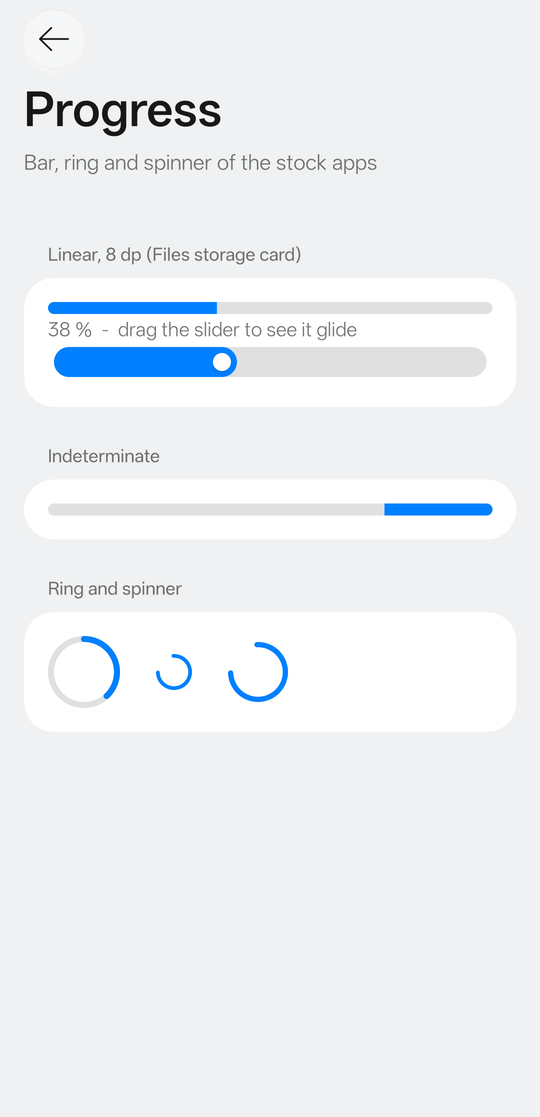 Progress
Bar, ring and spinner of the stock apps
Linear, 8 dp (Files storage card)
38 % - drag the slider to see it glide
Indeterminate
Ring and spinner